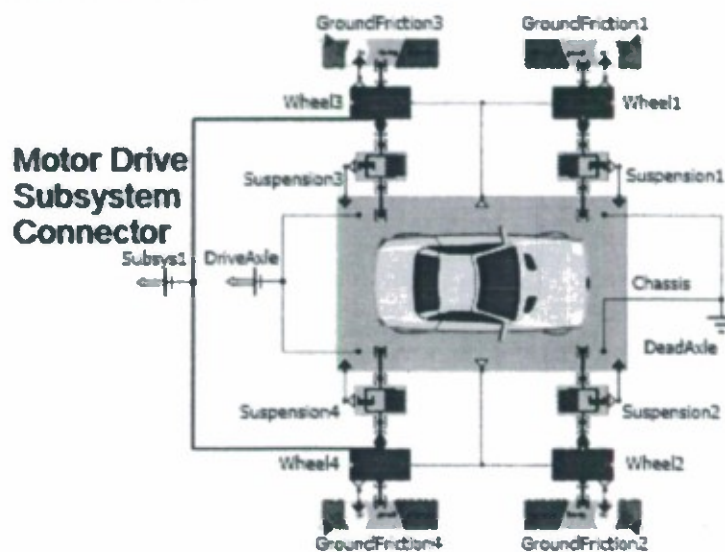 GroundFriction3 GroundFriction1
Wheel3 Wheel1
Motor Drive
Subsystem
Connector
Suspension3 Suspension1
Subsys1 DriveAxle
Chassis
DeadAxle
Suspension4 Suspension2
Wheel4 Wheel2
GroundFriction4 GroundFriction2